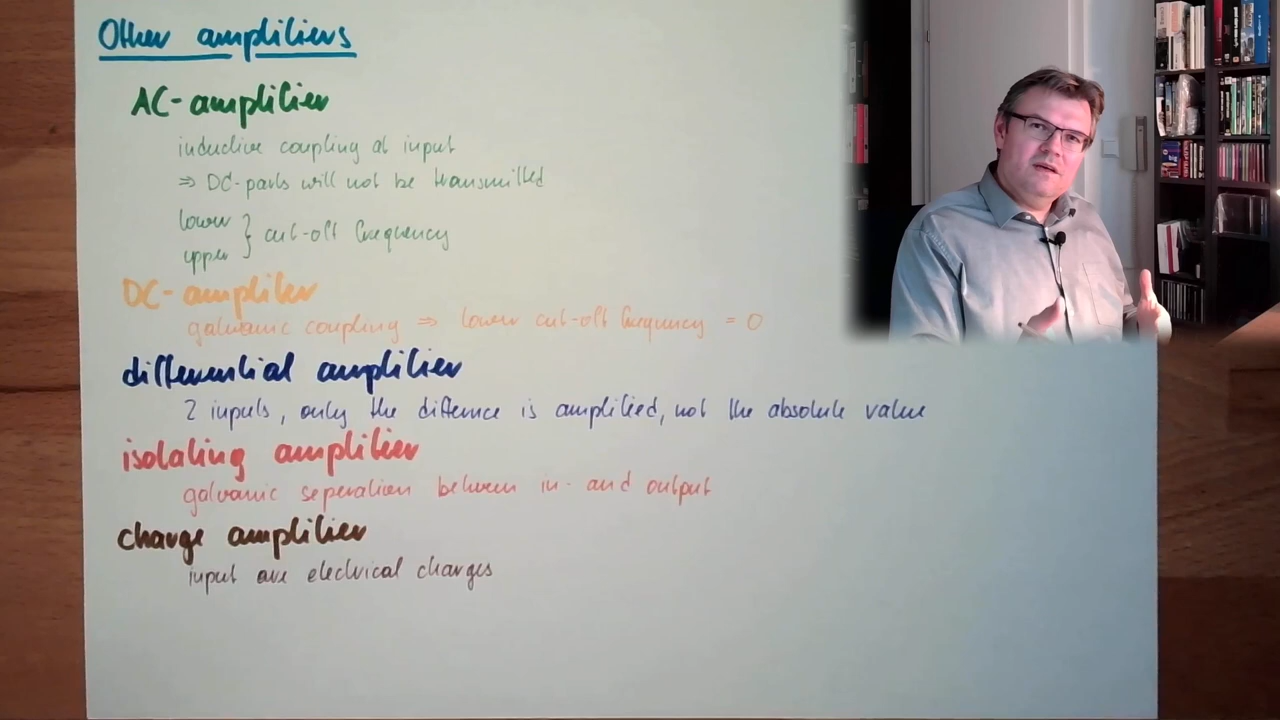 Other amplifiers
AC-amplifier
inductive coupling at input
⇒ DC-parts will not be transmitted
lower
upper } cut-off frequency
DC-amplifier
galvanic coupling ⇒ lower cut-off frequency = 0
differential amplifier
2 inputs, only the difference is amplified, not the absolute value
isolating amplifier
galvanic seperation between in- and output
charge amplifier
input are electrical charges